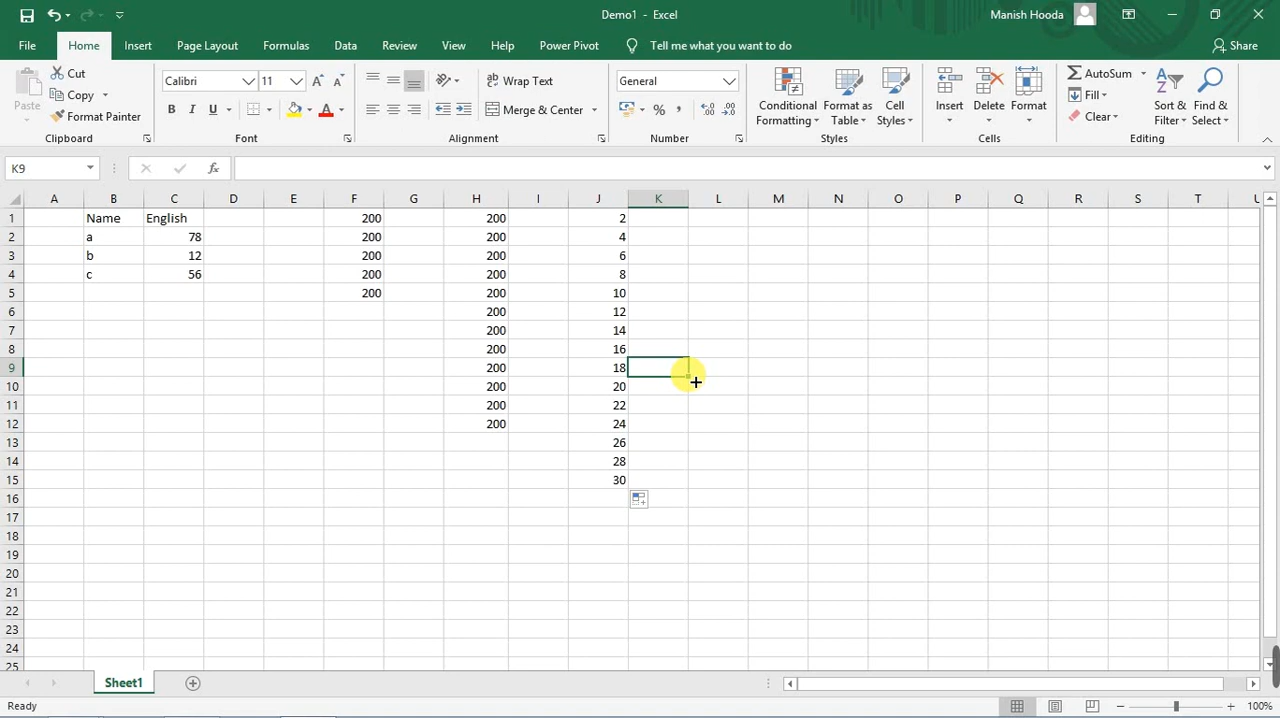 Demo1 - Excel
Manish Hooda
File Home Insert Page Layout Formulas Data Review View Help Power Pivot Tell me what you want to do Share
Paste Cut Copy Format Painter Clipboard
Calibri 11 B I U A Font
Wrap Text Merge & Center Alignment
General % Number
Conditional Formatting Format as Table Cell Styles Styles
Insert Delete Format Cells
AutoSum Fill Clear Sort & Filter Find & Select Editing
K9 fx
A B C D E F G H I J K L M N O P Q R S T U
1 Name English 200 200 2
2 a 78 200 200 4
3 b 12 200 200 6
4 c 56 200 200 8
5 200 200 10
6 200 12
7 200 14
8 200 16
9 200 18
10 200 20
11 200 22
12 200 24
13 26
14 28
15 30
16
17
18
19
20
21
22
23
24
25
Sheet1
Ready 100%